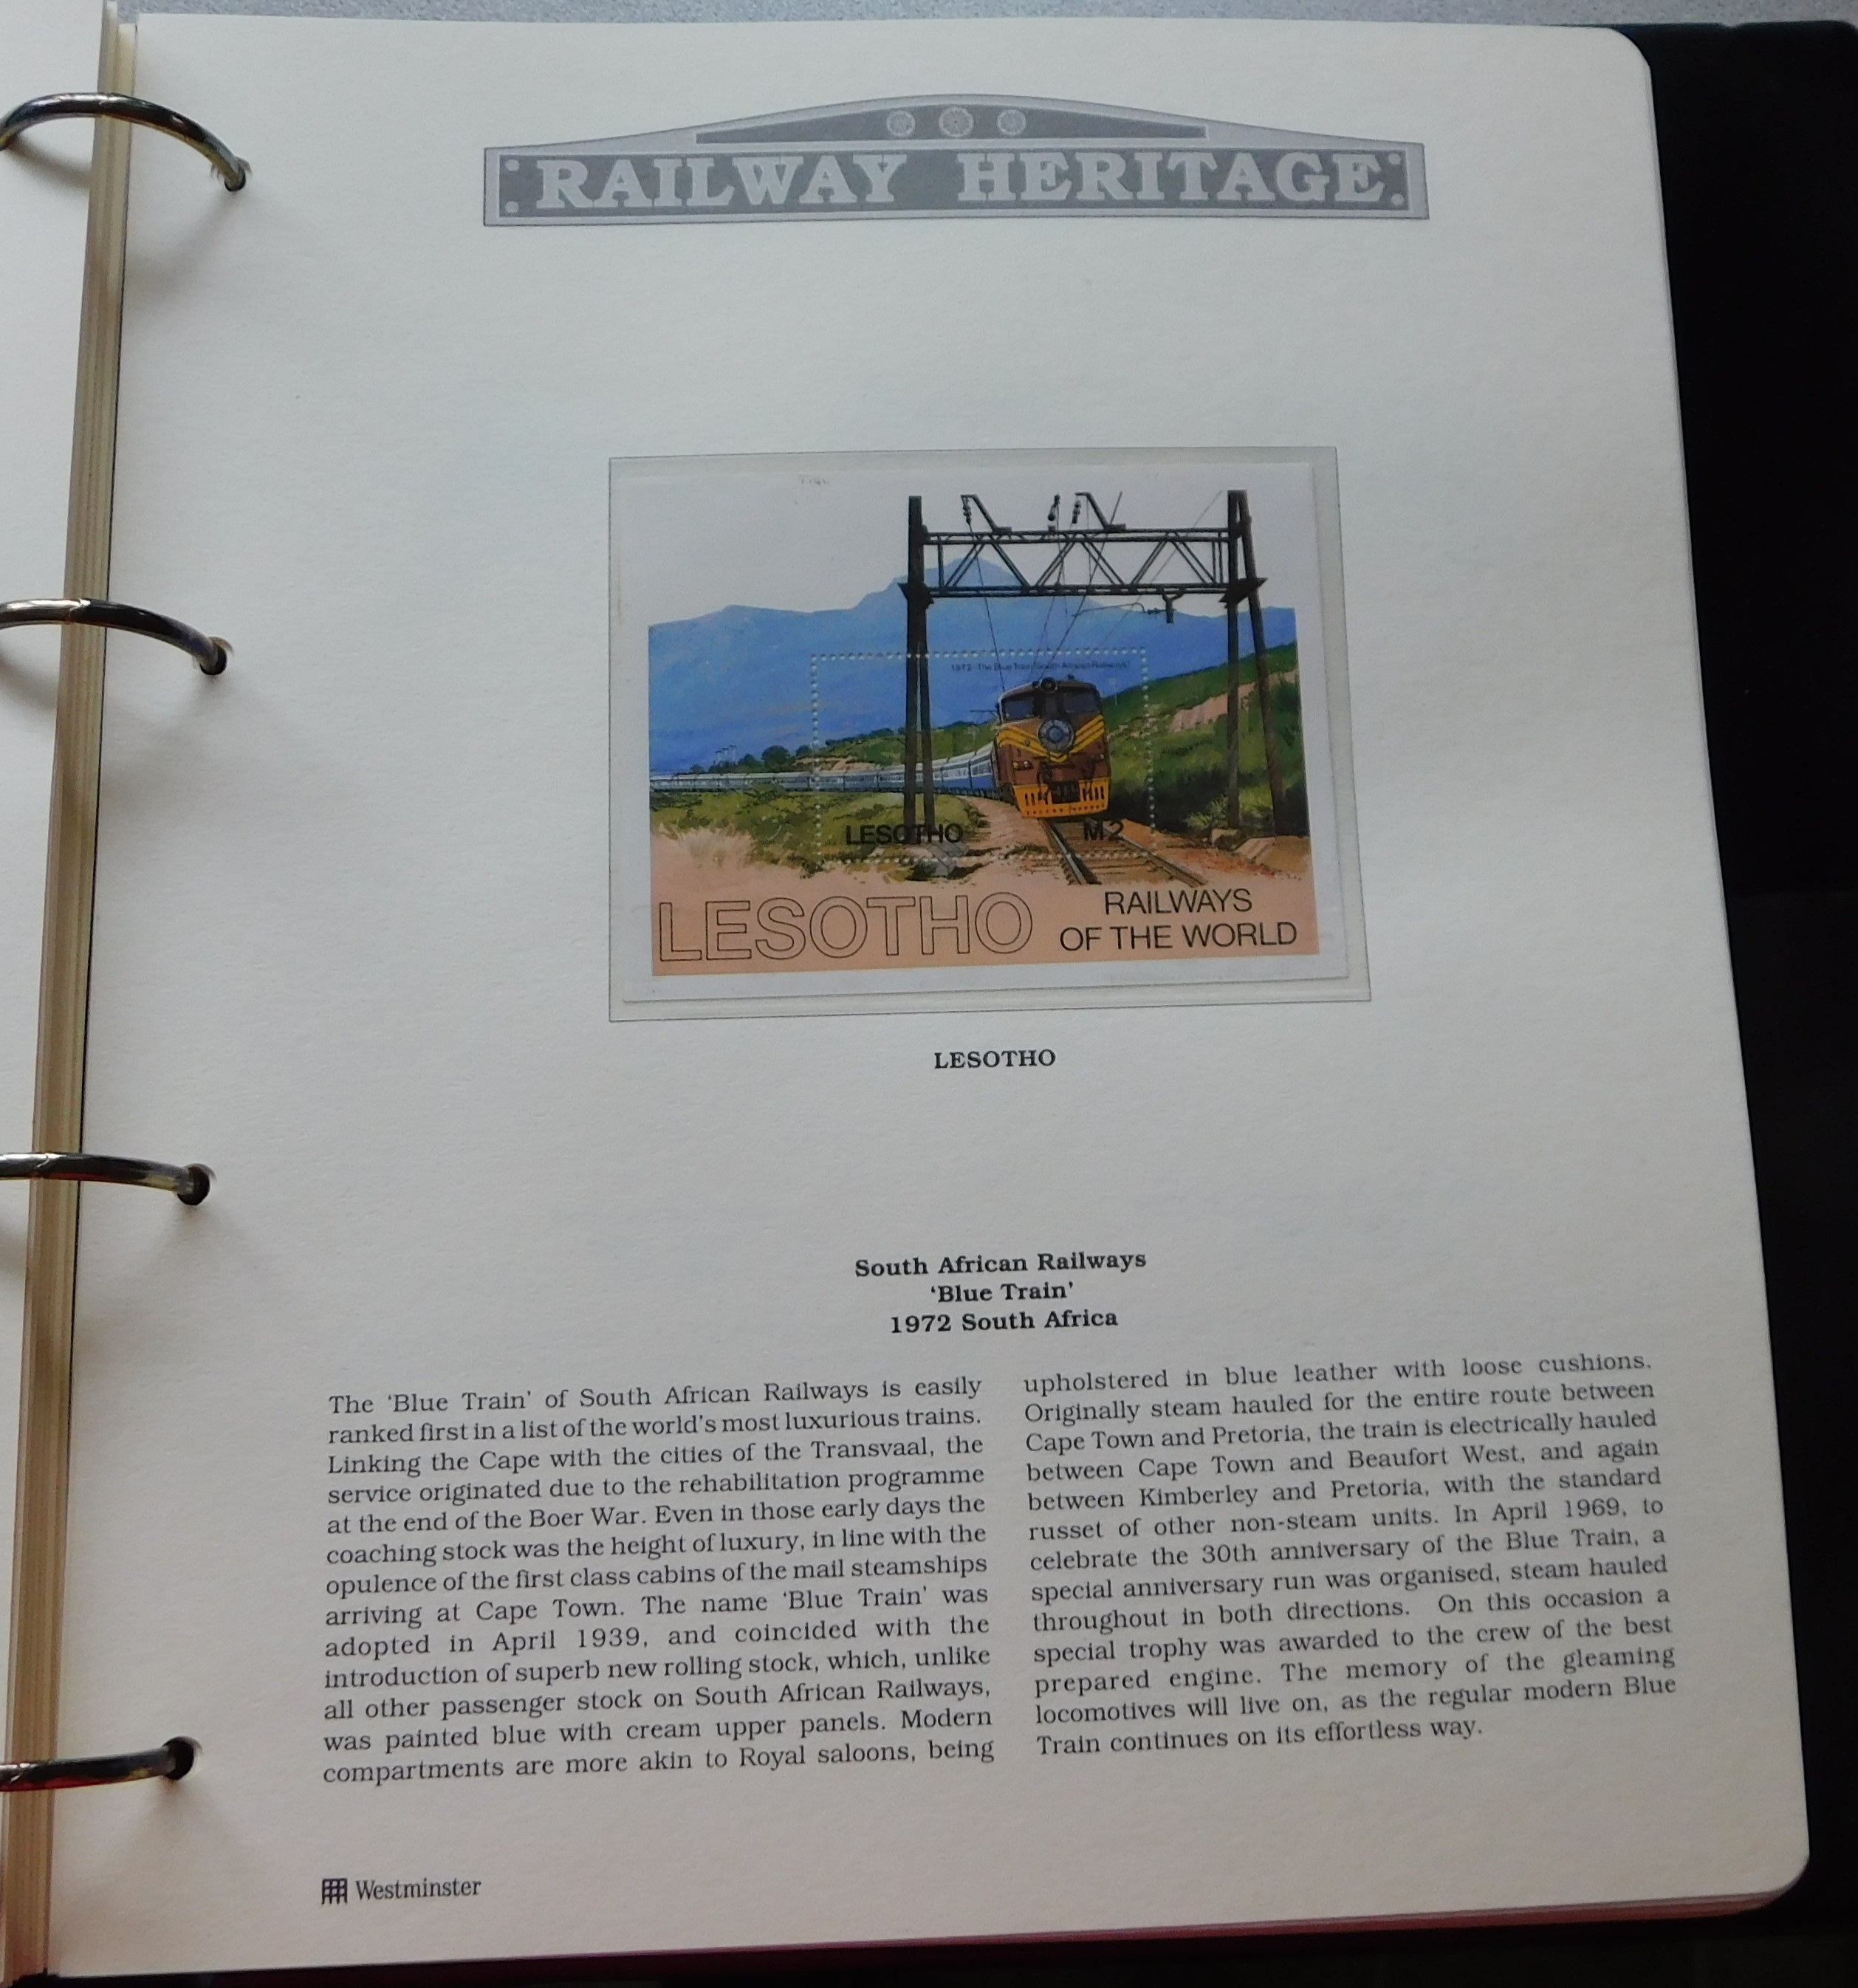 RAILWAY HERITAGE
1972 The Blue Train (South African Railways)
LESOTHO
M2
LESOTHO
RAILWAYS
OF THE WORLD
LESOTHO
South African Railways
‘Blue Train’
1972 South Africa
The ‘Blue Train’ of South African Railways is easily
ranked first in a list of the world’s most luxurious trains.
Linking the Cape with the cities of the Transvaal, the
service originated due to the rehabilitation programme
at the end of the Boer War. Even in those early days the
coaching stock was the height of luxury, in line with the
opulence of the first class cabins of the mail steamships
arriving at Cape Town. The name ‘Blue Train’ was
adopted in April 1939, and coincided with the
introduction of superb new rolling stock, which, unlike
all other passenger stock on South African Railways,
was painted blue with cream upper panels. Modern
compartments are more akin to Royal saloons, being
upholstered in blue leather with loose cushions.
Originally steam hauled for the entire route between
Cape Town and Pretoria, the train is electrically hauled
between Cape Town and Beaufort West, and again
between Kimberley and Pretoria, with the standard
russet of other non-steam units. In April 1969, to
celebrate the 30th anniversary of the Blue Train, a
special anniversary run was organised, steam hauled
throughout in both directions. On this occasion a
special trophy was awarded to the crew of the best
prepared engine. The memory of the gleaming
locomotives will live on, as the regular modern Blue
Train continues on its effortless way.
Westminster